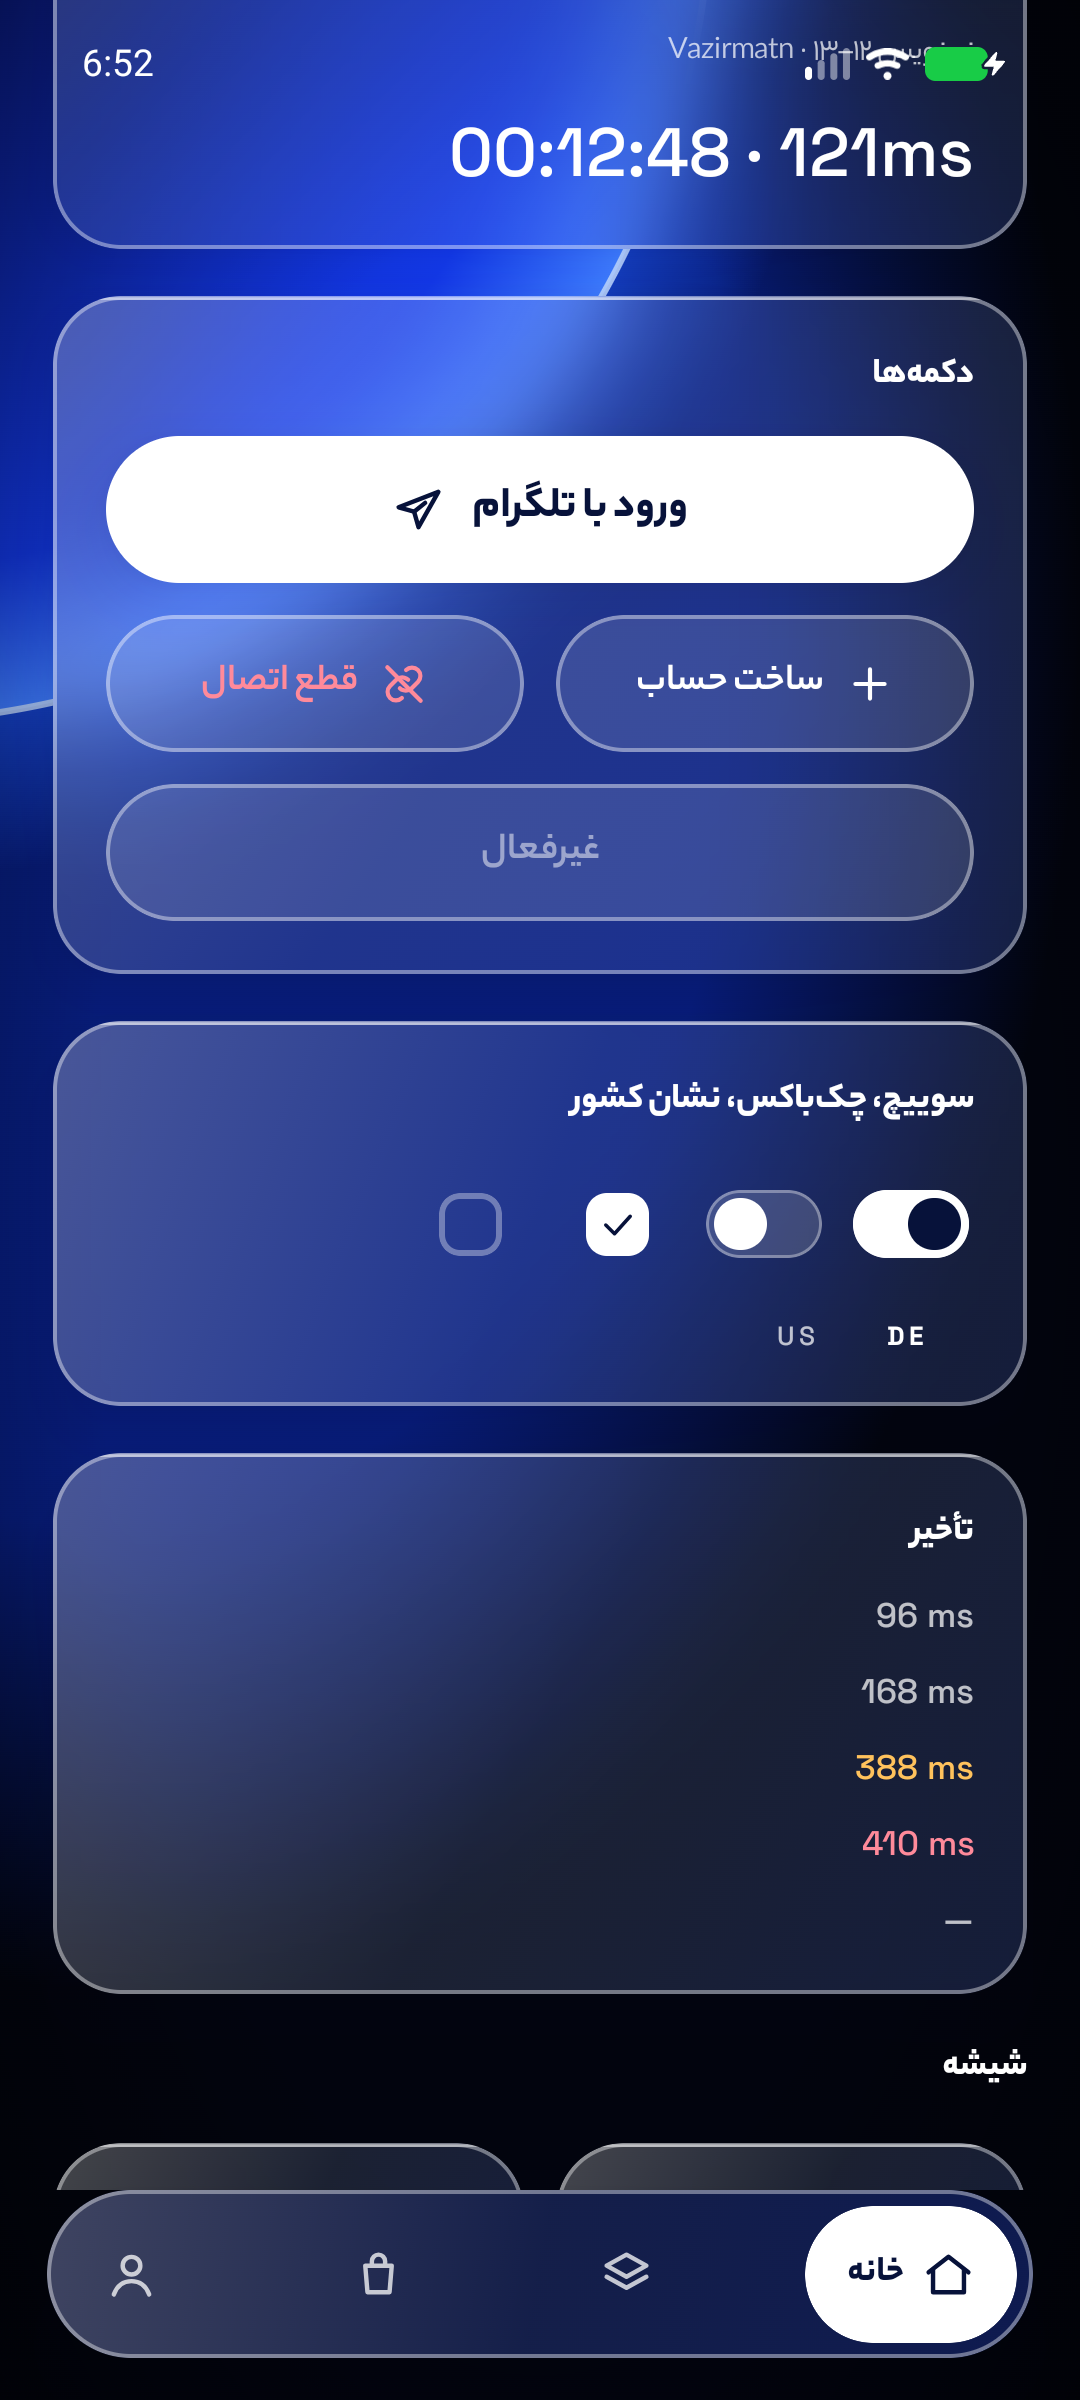 6:52
Vazirmatn · ۱۲–۱۳
00:12:48 · 121ms
دکمه‌ها
ورود با تلگرام
ساخت حساب
قطع اتصال
غیرفعال
سوییچ، چک‌باکس، نشان کشور
DE US
تأخیر
96 ms
168 ms
388 ms
410 ms
—
شیشه
خانه